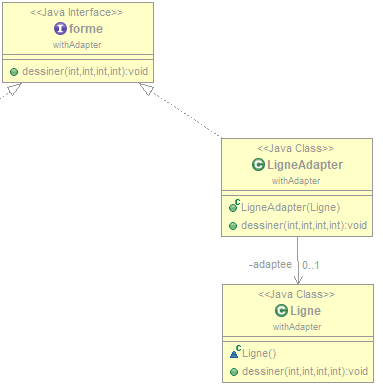 <<Java Interface>>
forme
withAdapter
dessiner(int,int,int,int):void
<<Java Class>>
LigneAdapter
withAdapter
LigneAdapter(Ligne)
dessiner(int,int,int,int):void
-adaptee 0..1
<<Java Class>>
Ligne
withAdapter
Ligne()
dessiner(int,int,int,int):void